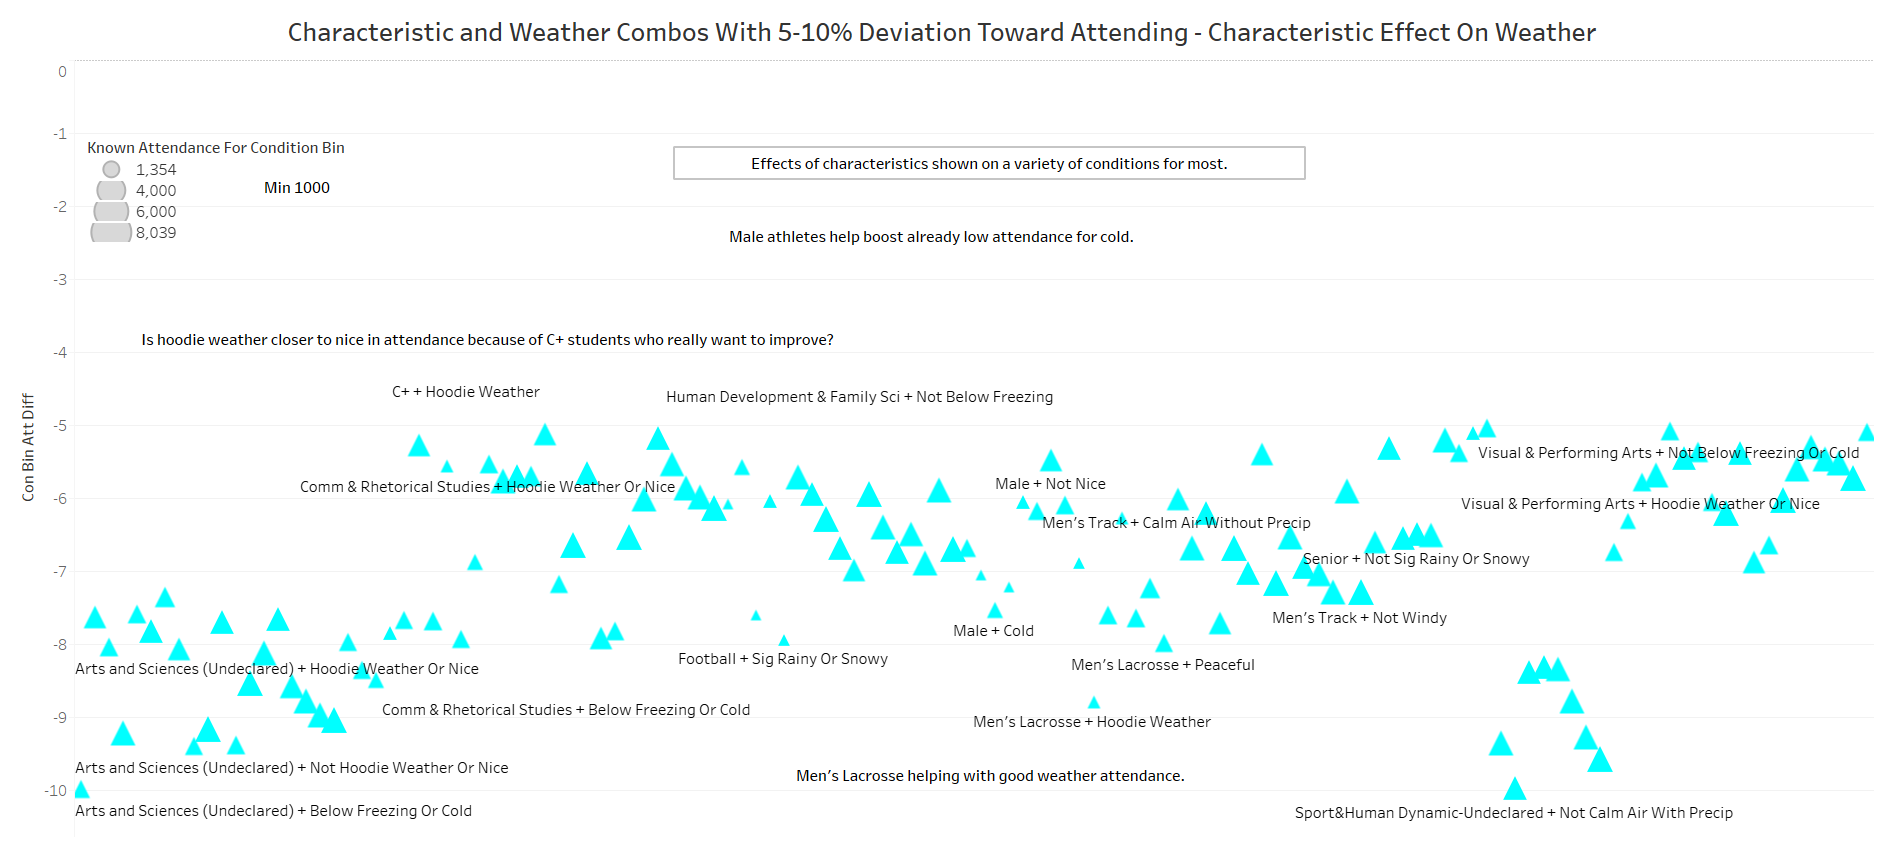 Characteristic and Weather Combos With 5-10% Deviation Toward Attending - Characteristic Effect On Weather
0
-1
Known Attendance For Condition Bin
Effects of characteristics shown on a variety of conditions for most.
1,354
4,000
Min 1000
-2
6,000
8,039
Male athletes help boost already low attendance for cold.
-3
Is hoodie weather closer to nice in attendance because of C+ students who really want to improve?
-4
C+ + Hoodie Weather
Human Development & Family Sci + Not Below Freezing
Con Bin Att Diff
-5
Visual & Performing Arts + Not Below Freezing Or Cold
Comm & Rhetorical Studies + Hoodie Weather Or Nice
Male + Not Nice
-6
Visual & Performing Arts + Hoodie Weather Or Nice
Men's Track + Calm Air Without Precip
Senior + Not Sig Rainy Or Snowy
-7
Men's Track + Not Windy
Male + Cold
-8
Football + Sig Rainy Or Snowy
Men's Lacrosse + Peaceful
Arts and Sciences (Undeclared) + Hoodie Weather Or Nice
Comm & Rhetorical Studies + Below Freezing Or Cold
-9
Men's Lacrosse + Hoodie Weather
Arts and Sciences (Undeclared) + Not Hoodie Weather Or Nice
Men's Lacrosse helping with good weather attendance.
-10
Arts and Sciences (Undeclared) + Below Freezing Or Cold
Sport&Human Dynamic-Undeclared + Not Calm Air With Precip